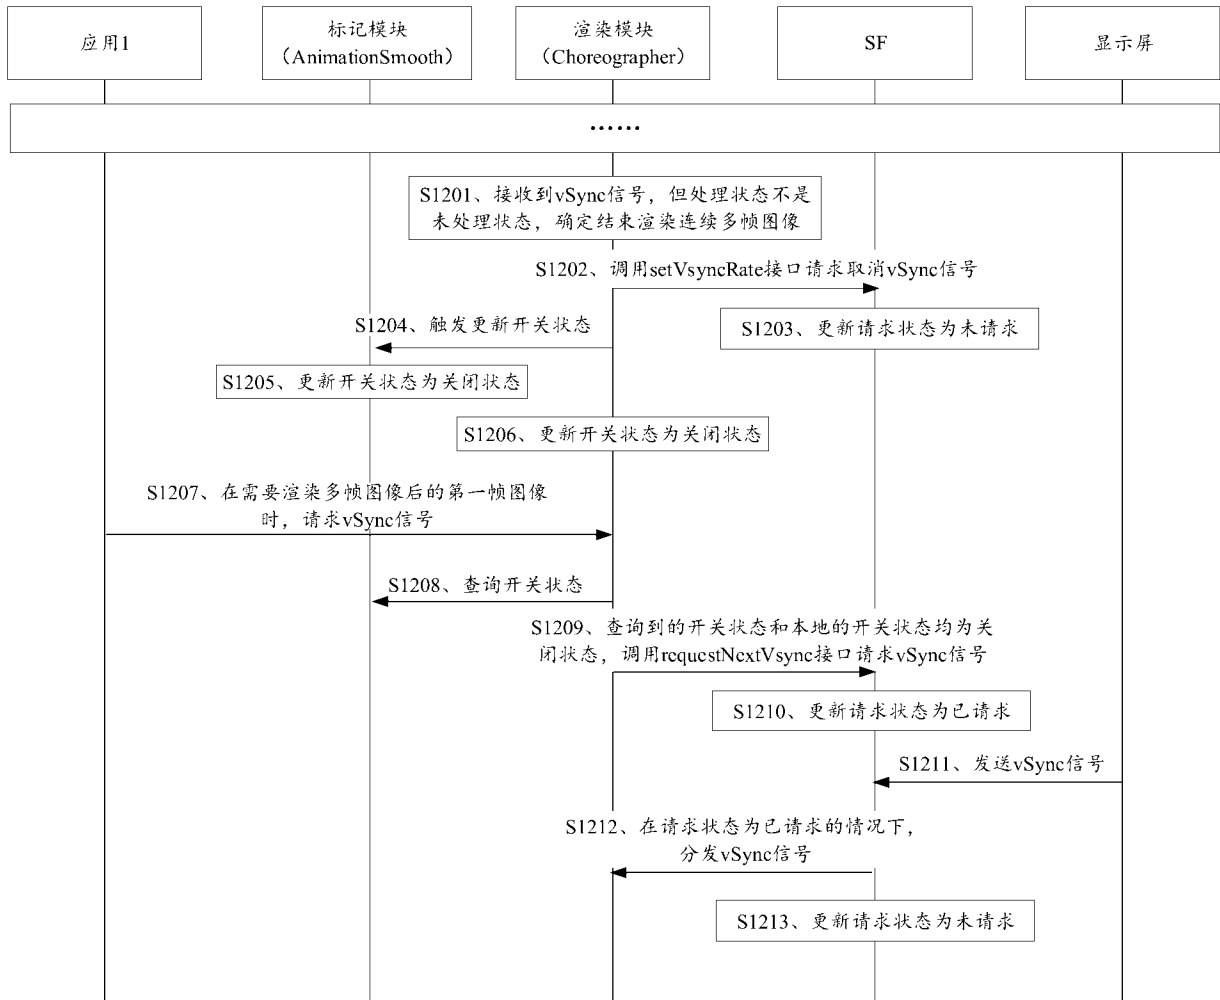 应用1
标记模块
（AnimationSmooth）
渲染模块
（Choreographer）
SF
显示屏
……
S1201、接收到vSync信号，但处理状态不是
未处理状态，确定结束渲染连续多帧图像
S1202、调用setVsyncRate接口请求取消vSync信号
S1203、更新请求状态为未请求
S1204、触发更新开关状态
S1205、更新开关状态为关闭状态
S1206、更新开关状态为关闭状态
S1207、在需要渲染多帧图像后的第一帧图像
时，请求vSync信号
S1208、查询开关状态
S1209、查询到的开关状态和本地的开关状态均为关
闭状态，调用requestNextVsync接口请求vSync信号
S1210、更新请求状态为已请求
S1211、发送vSync信号
S1212、在请求状态为已请求的情况下，
分发vSync信号
S1213、更新请求状态为未请求